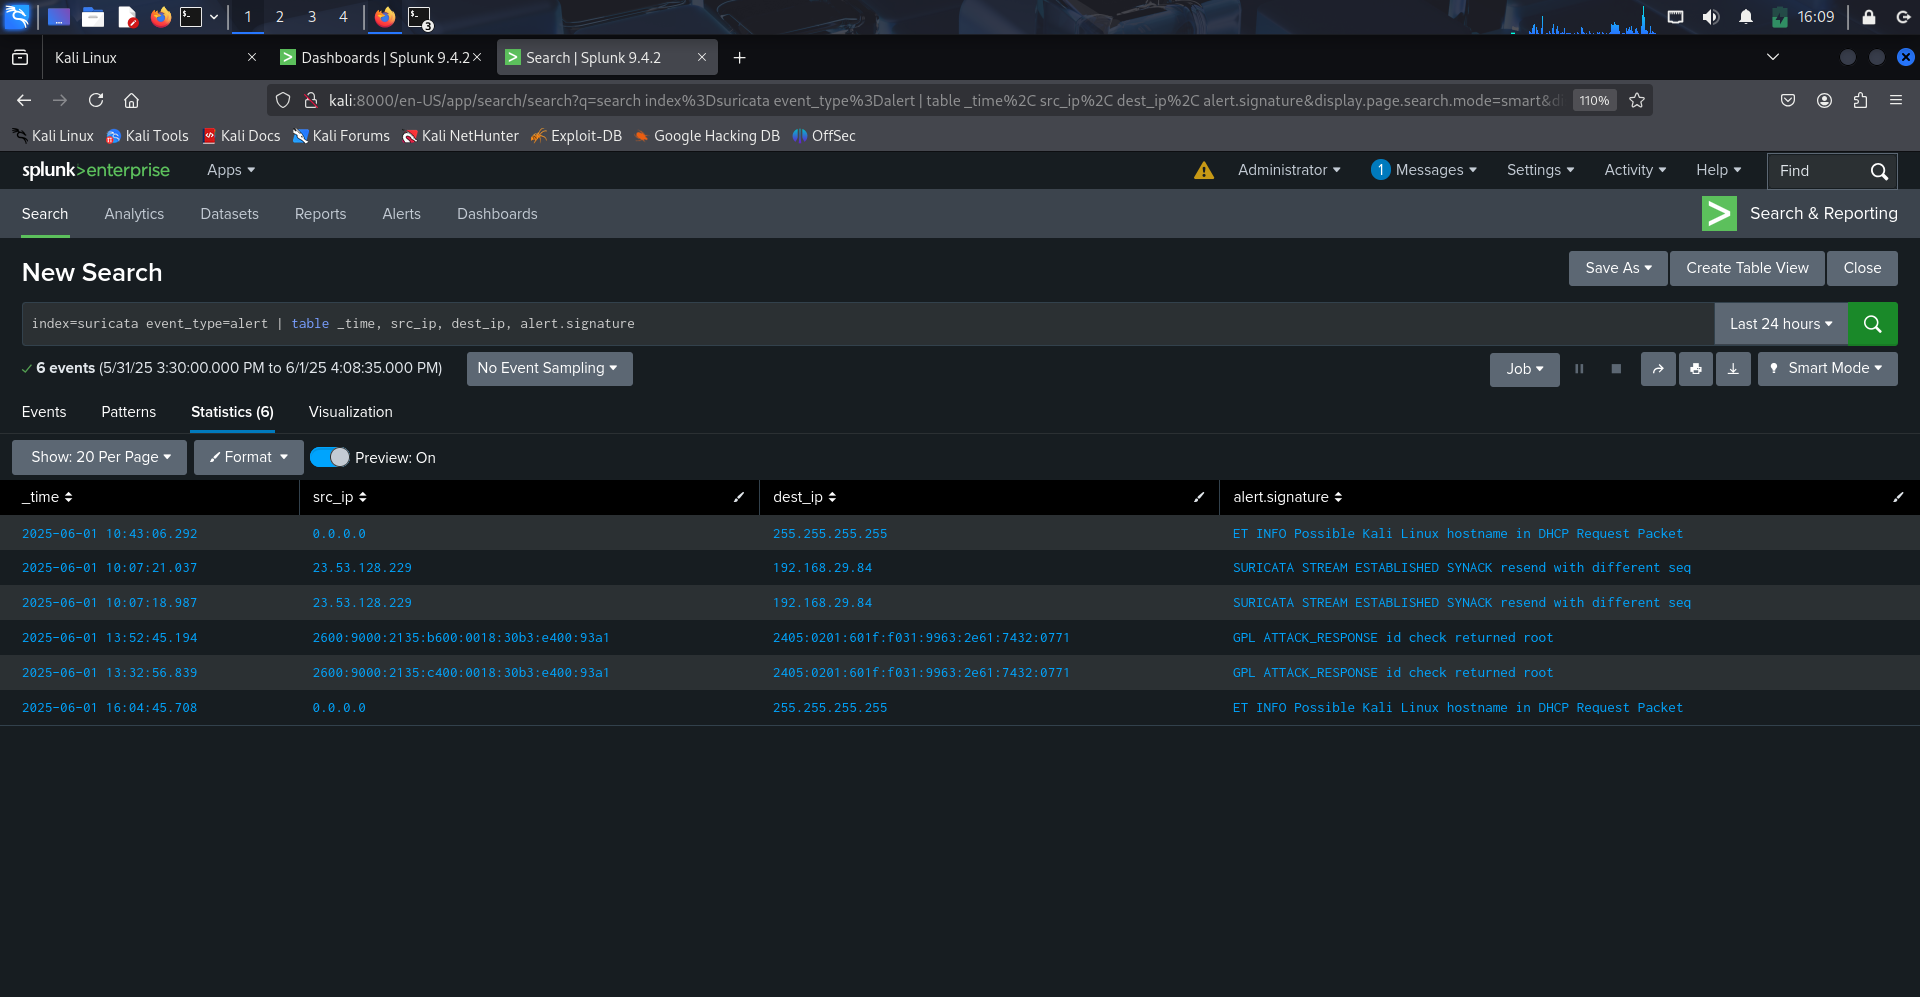 1 2 3 4 3 16:09
Kali Linux Dashboards | Splunk 9.4.2 Search | Splunk 9.4.2
kali:8000/en-US/app/search/search?q=search index%3Dsuricata event_type%3Dalert | table _time%2C src_ip%2C dest_ip%2C alert.signature&display.page.search.mode=smart&d 110%
Kali Linux Kali Tools Kali Docs Kali Forums Kali NetHunter Exploit-DB Google Hacking DB OffSec
splunk>enterprise Apps Administrator 1 Messages Settings Activity Help Find
Search Analytics Datasets Reports Alerts Dashboards Search & Reporting
New Search Save As Create Table View Close
index=suricata event_type=alert | table _time, src_ip, dest_ip, alert.signature Last 24 hours
6 events (5/31/25 3:30:00.000 PM to 6/1/25 4:08:35.000 PM) No Event Sampling Job Smart Mode
Events Patterns Statistics (6) Visualization
Show: 20 Per Page Format Preview: On
_time src_ip dest_ip alert.signature
2025-06-01 10:43:06.292 0.0.0.0 255.255.255.255 ET INFO Possible Kali Linux hostname in DHCP Request Packet
2025-06-01 10:07:21.037 23.53.128.229 192.168.29.84 SURICATA STREAM ESTABLISHED SYNACK resend with different seq
2025-06-01 10:07:18.987 23.53.128.229 192.168.29.84 SURICATA STREAM ESTABLISHED SYNACK resend with different seq
2025-06-01 13:52:45.194 2600:9000:2135:b600:0018:30b3:e400:93a1 2405:0201:601f:f031:9963:2e61:7432:0771 GPL ATTACK_RESPONSE id check returned root
2025-06-01 13:32:56.839 2600:9000:2135:c400:0018:30b3:e400:93a1 2405:0201:601f:f031:9963:2e61:7432:0771 GPL ATTACK_RESPONSE id check returned root
2025-06-01 16:04:45.708 0.0.0.0 255.255.255.255 ET INFO Possible Kali Linux hostname in DHCP Request Packet